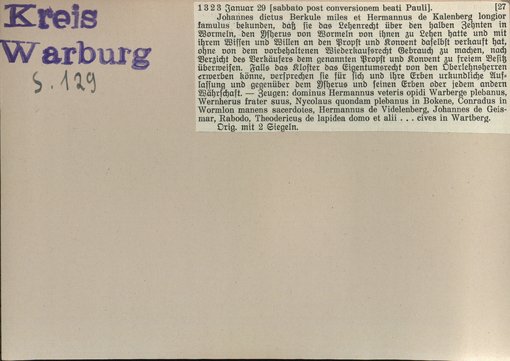 Kreis
Warburg
S. 129
1323 Januar 29 [sabbato post conversionem beati Pauli]. [27
Johannes dictus Berkule miles et Hermannus de Kalenberg longior
famulus bekunden, daß sie das Lehenrecht über den halben Zehnten in
Wormeln, den Ysherus von Wormeln von ihnen zu Lehen hatte und mit
ihrem Wissen und Willen an den Propst und Konvent daselbst verkauft hat,
ohne von dem vorbehaltenen Wiederkaufsrecht Gebrauch zu machen, nach
Verzicht des Verkäufers dem genannten Propst und Konvent zu freiem Besitz
überweisen. Falls das Kloster das Eigentumsrecht von den Oberlehnsherren
erwerben könne, versprechen sie für sich und ihre Erben urkundliche Auf-
lassung und gegenüber dem Ysherus und seinen Erben oder jedem andern
Währschaft. — Zeugen: dominus Hermannus veteris opidi Warberge plebanus,
Wernherus frater suus, Nycolaus quondam plebanus in Bokene, Conradus in
Wormlon manens sacerdotes, Hermannus de Videlenberg, Johannes de Geis-
mar, Rabodo, Theodericus de lapidea domo et alii . . . cives in Wartberg.
Orig. mit 2 Siegeln.